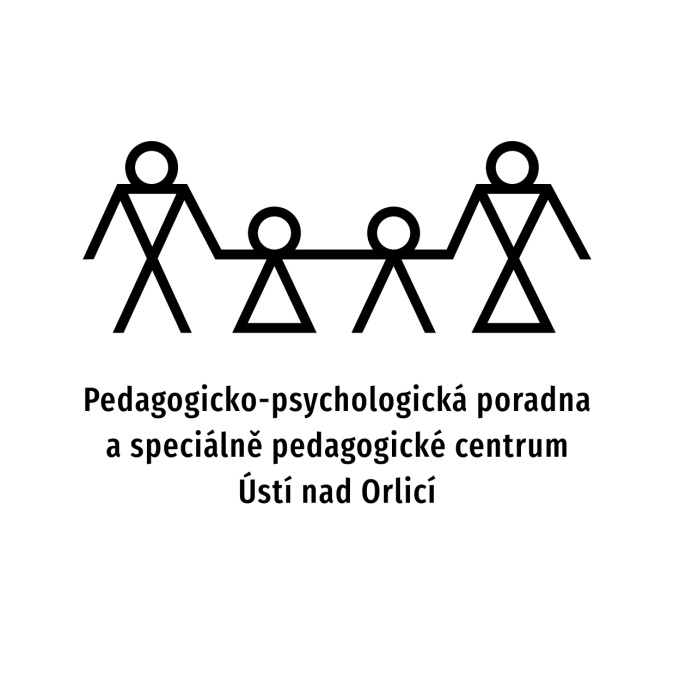 Pedagogicko-psychologická poradna
a speciálně pedagogické centrum
Ústí nad Orlicí